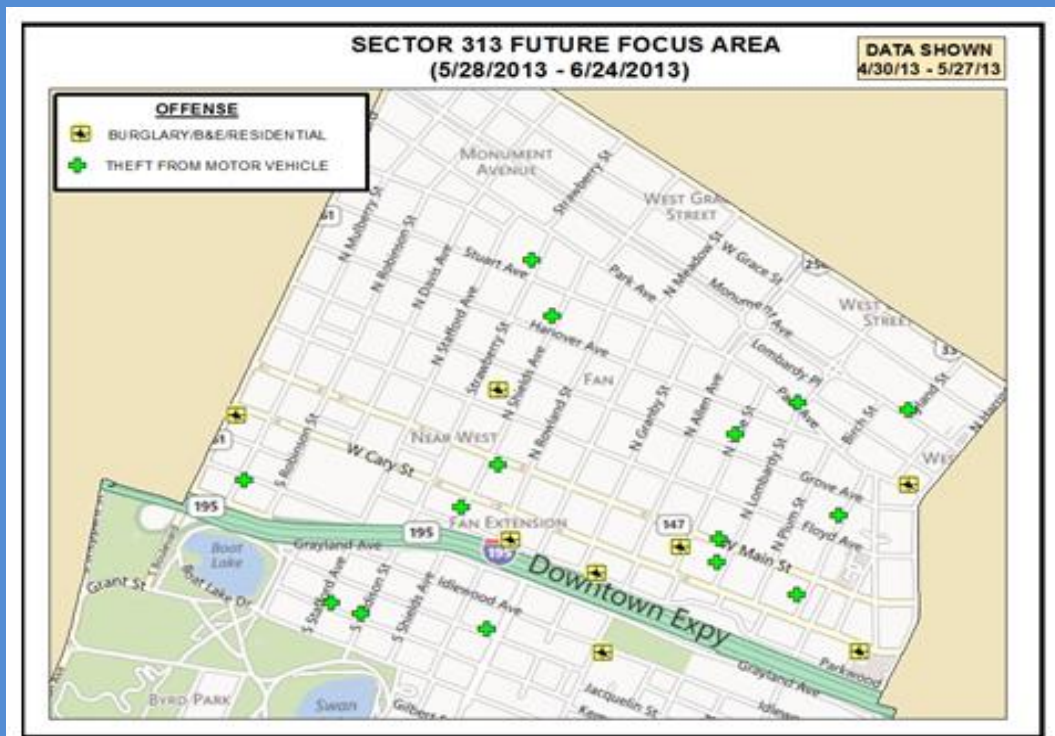 SECTOR 313 FUTURE FOCUS AREA
(5/28/2013 - 6/24/2013)
DATA SHOWN
4/30/13 - 5/27/13
OFFENSE
BURGLARY/B&E/RESIDENTIAL
THEFT FROM MOTOR VEHICLE
MONUMENT
AVENUE
Strawberry St
WEST GRA
STREET
N Mulberry St
N Robinson St
N Davis Ave
Stuart Ave
Park Ave
N Meadow St
W Grace St
Monument Ave
N Stafford Ave
Strawberry St
N Shields Ave
Hanover Ave
FAN
Lombardy Pl
Park Ave
Birch St
N Rowland St
N Granby St
N Allen Ave
N Lombardy St
NEAR WEST
W Cary St
S Robinson St
Grove Ave
N Plum St
Floyd Ave
195
195
FAN EXTENSION
147
W Main St
195
Grayland Ave
Boat
Lake
Boat Lake Dr
Grant St
S Stafford Ave
S Shields Ave
Idlewood Ave
Downtown Expy
Parkwood
Grayland Ave
BYRD PARK
Swan
Jacquelin St